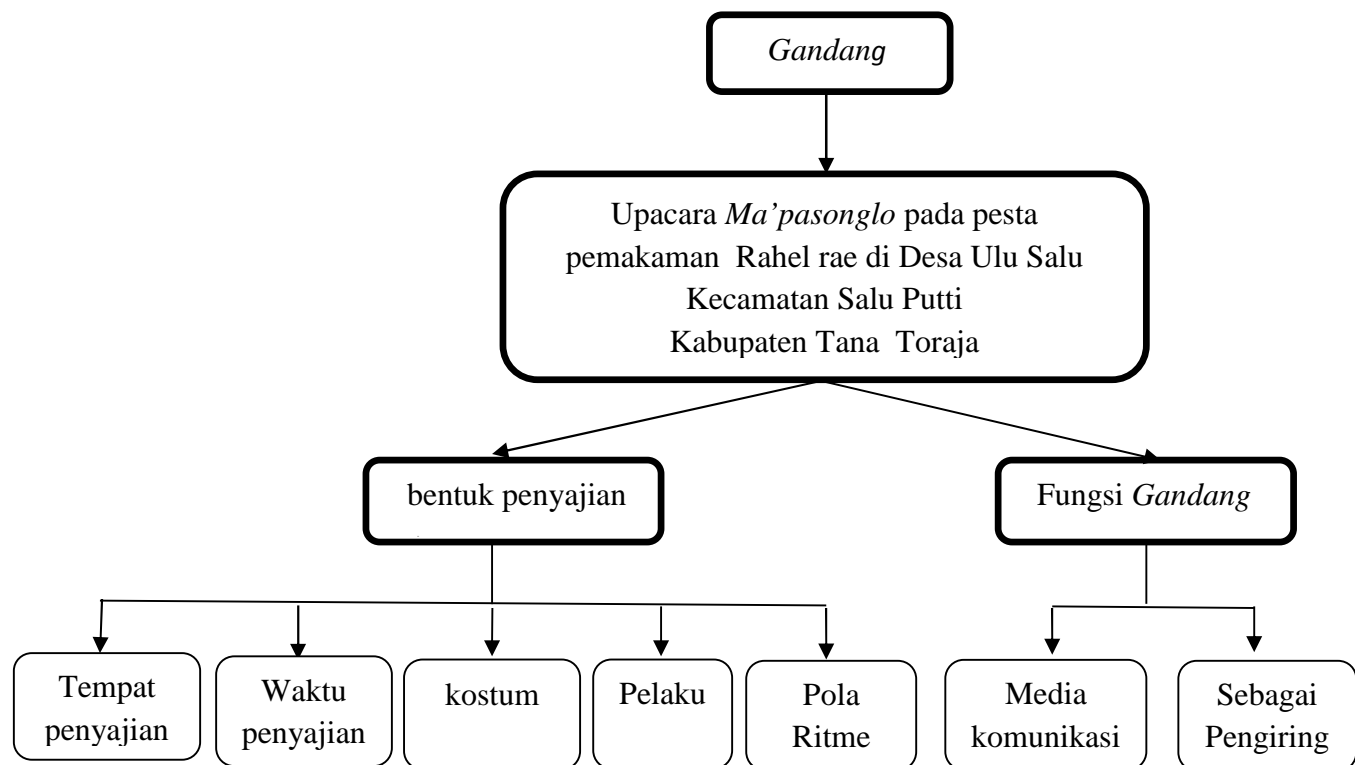 Gandang
Upacara Ma’pasonglo pada pesta
pemakaman Rahel rae di Desa Ulu Salu
Kecamatan Salu Putti
Kabupaten Tana Toraja
bentuk penyajian
Fungsi Gandang
Tempat
penyajian
Waktu
penyajian
kostum
Pelaku
Pola
Ritme
Media
komunikasi
Sebagai
Pengiring